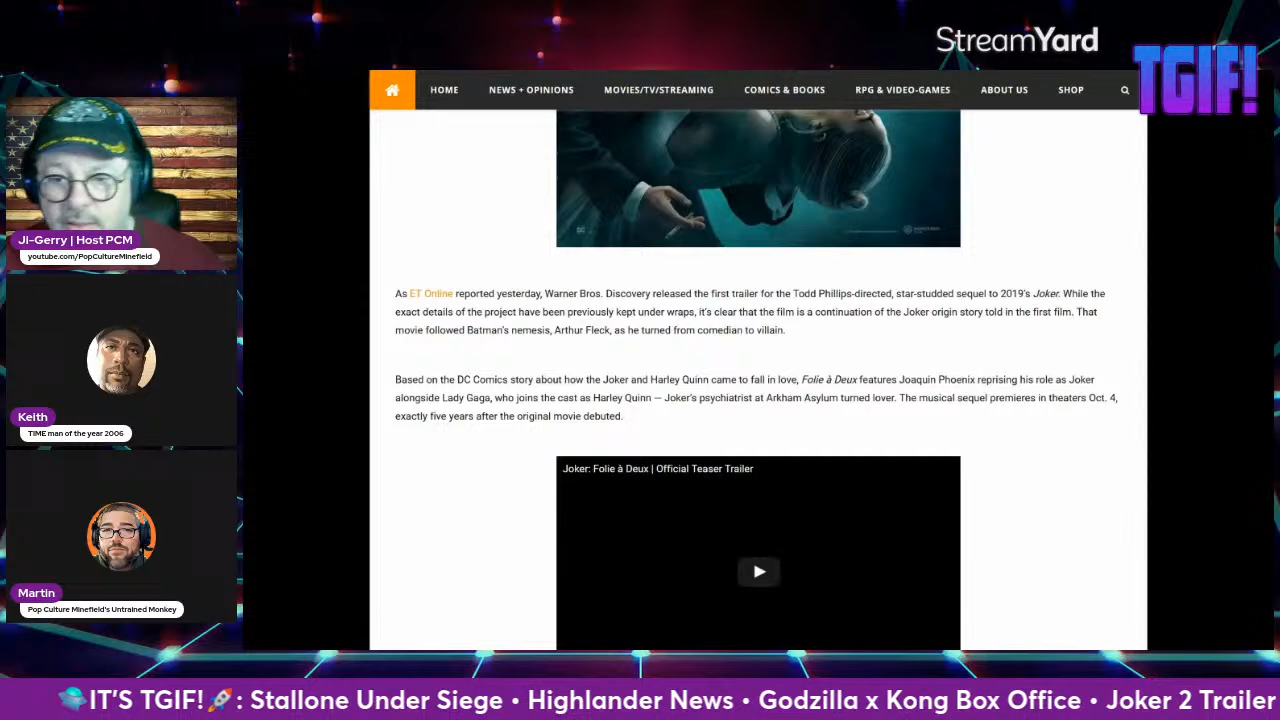 StreamYard
TGIF!
HOME NEWS + OPINIONS MOVIES/TV/STREAMING COMICS & BOOKS RPG & VIDEO-GAMES ABOUT US SHOP
Ji-Gerry | Host PCM
youtube.com/PopCultureMinefield
Keith
TIME man of the year 2006
Martin
Pop Culture Minefield's Untrained Monkey
As ET Online reported yesterday, Warner Bros. Discovery released the first trailer for the Todd Phillips-directed, star-studded sequel to 2019's Joker. While the
exact details of the project have been previously kept under wraps, it's clear that the film is a continuation of the Joker origin story told in the first film. That
movie followed Batman's nemesis, Arthur Fleck, as he turned from comedian to villain.
Based on the DC Comics story about how the Joker and Harley Quinn came to fall in love, Folie à Deux features Joaquin Phoenix reprising his role as Joker
alongside Lady Gaga, who joins the cast as Harley Quinn — Joker's psychiatrist at Arkham Asylum turned lover. The musical sequel premieres in theaters Oct. 4,
exactly five years after the original movie debuted.
Joker: Folie à Deux | Official Teaser Trailer
🛸IT'S TGIF!🚀: Stallone Under Siege • Highlander News • Godzilla x Kong Box Office • Joker 2 Trailer